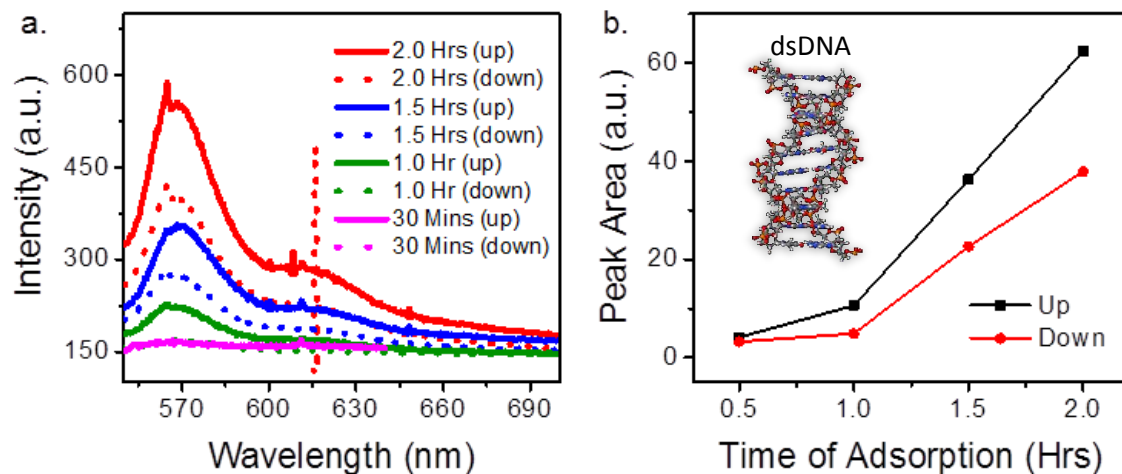 a.
600
450
300
150
Intensity (a.u.)
570 600 630 660 690
Wavelength (nm)
2.0 Hrs (up)
2.0 Hrs (down)
1.5 Hrs (up)
1.5 Hrs (down)
1.0 Hr (up)
1.0 Hr (down)
30 Mins (up)
30 Mins (down)
b.
dsDNA
60
40
20
0
Peak Area (a.u.)
Up
Down
0.5 1.0 1.5 2.0
Time of Adsorption (Hrs)